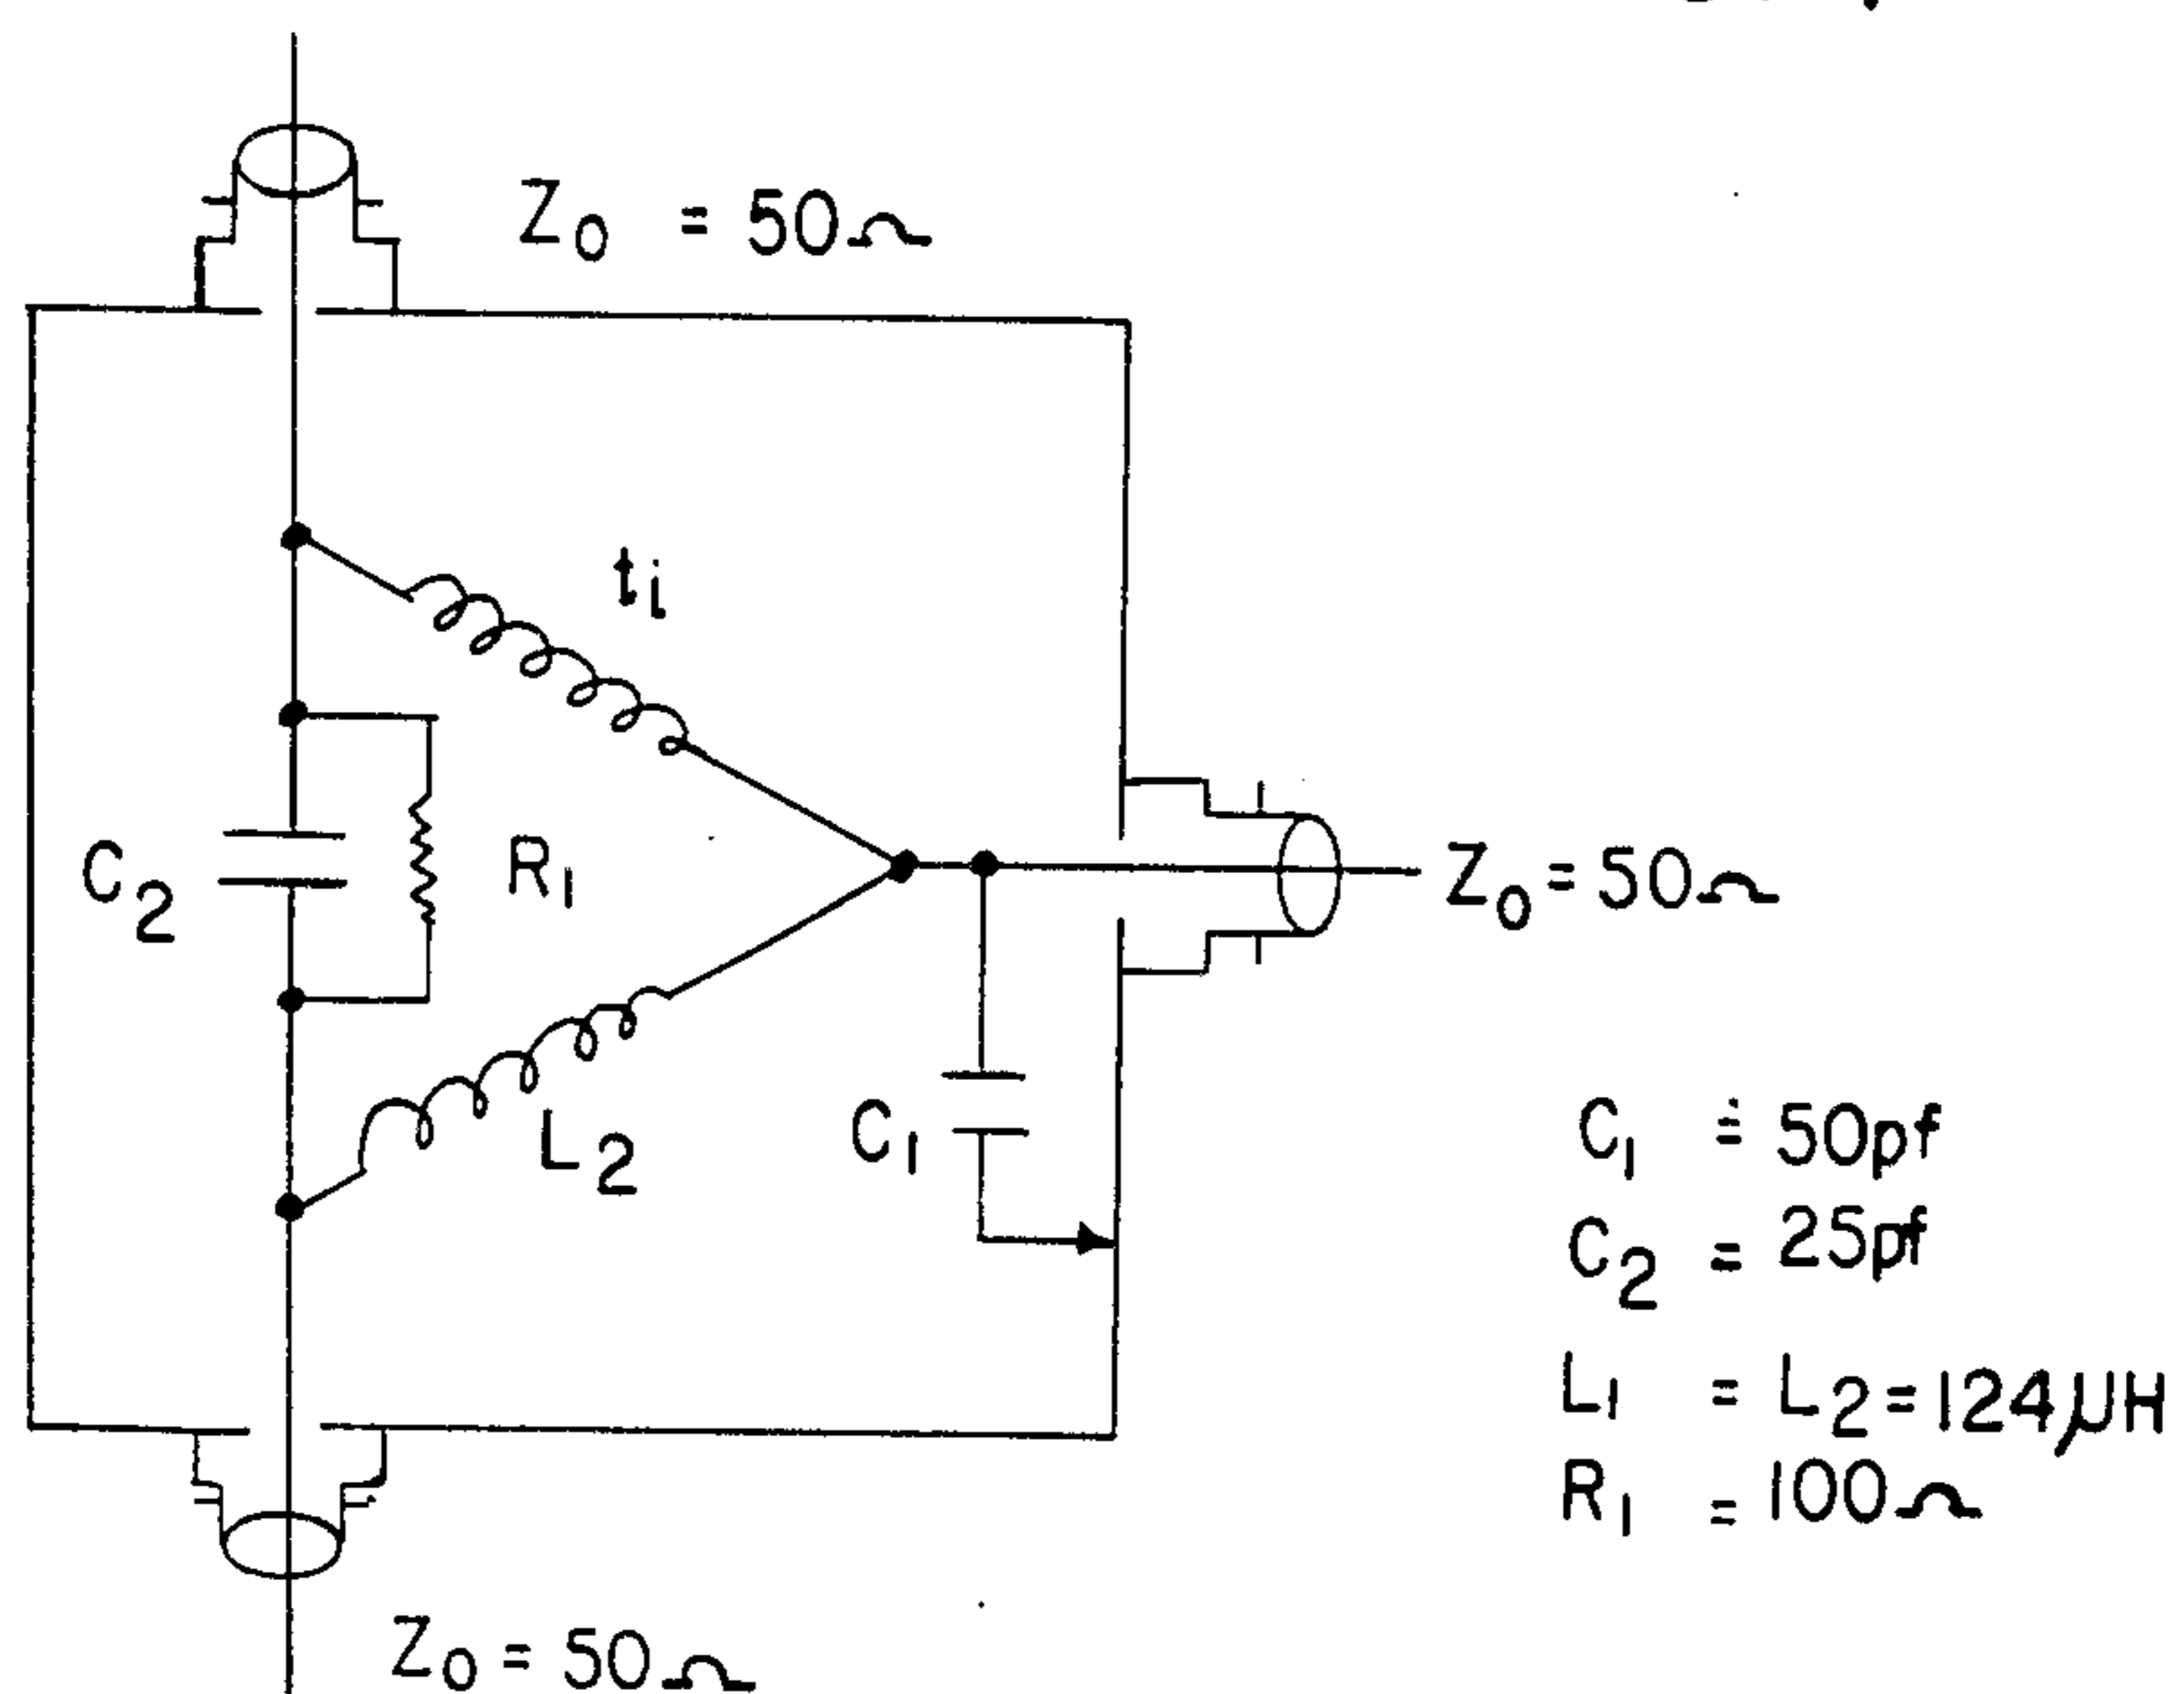 Z0 = 50Ω
ti
C2
R1
Z0 = 50Ω
L2
C1
C1 = 50pf
C2 = 25pf
L1 = L2 = 124μH
R1 = 100Ω
Z0 = 50Ω